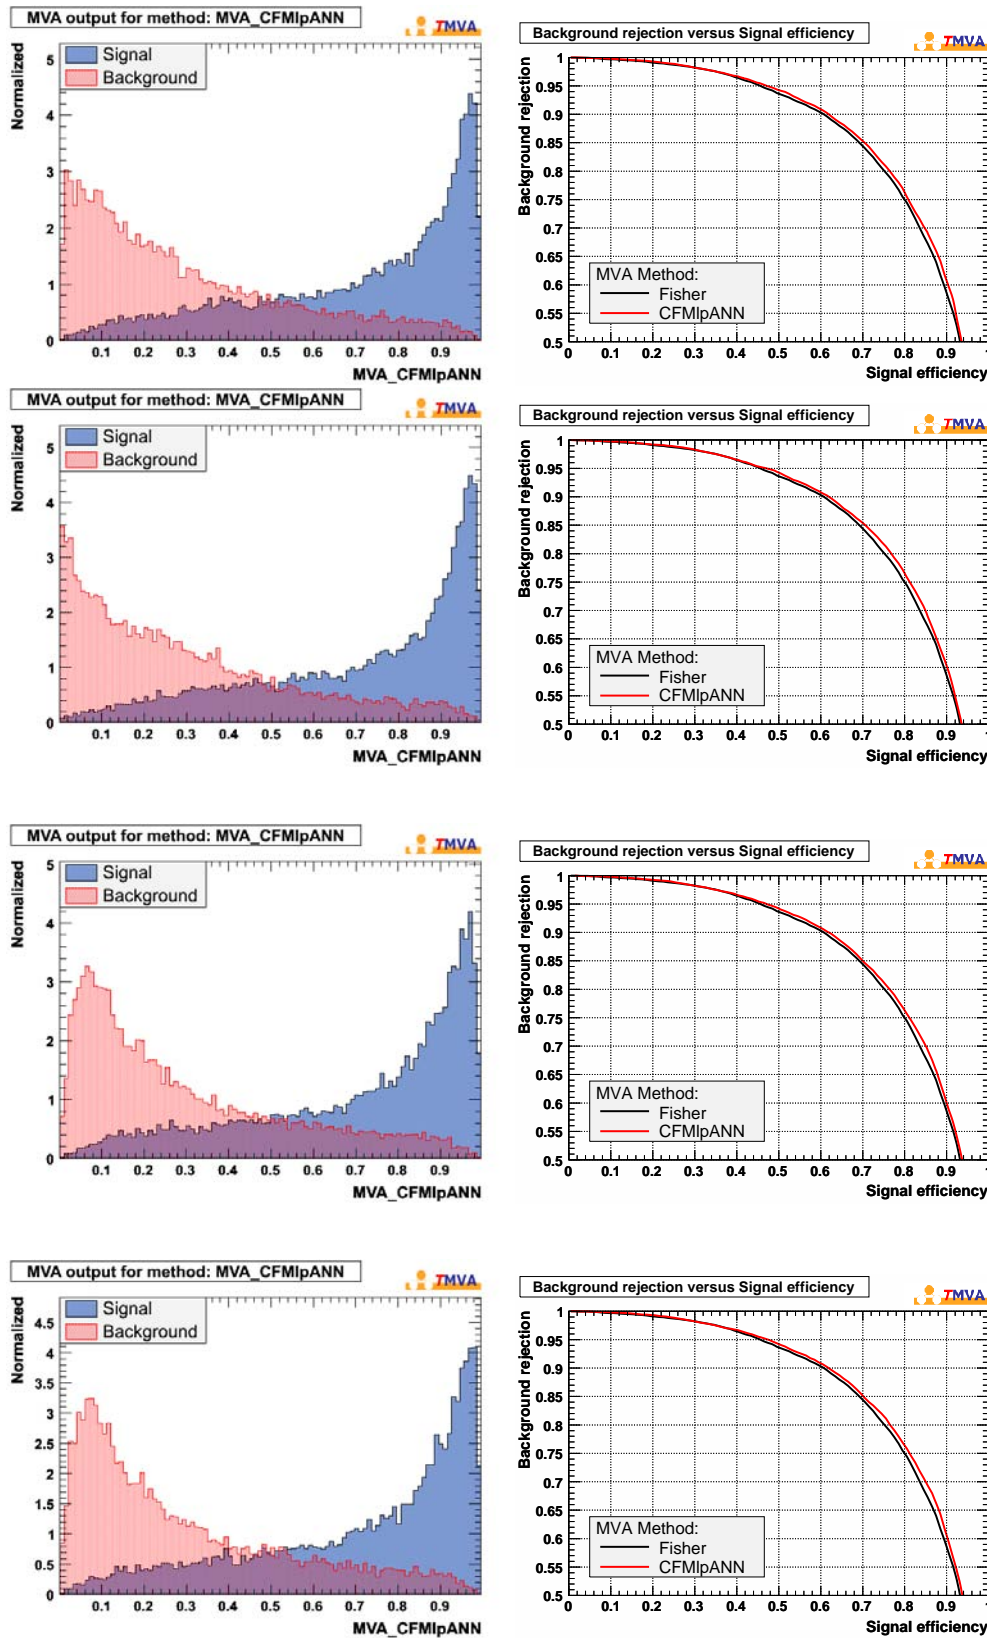 MVA output for method: MVA_CFMlpANN
TMVA
Normalized
Signal
Background
5
4
3
2
1
0
0.1 0.2 0.3 0.4 0.5 0.6 0.7 0.8 0.9
MVA_CFMlpANN
Background rejection versus Signal efficiency
TMVA
Background rejection
1
0.95
0.9
0.85
0.8
0.75
0.7
0.65
0.6
0.55
0.5
MVA Method:
Fisher
CFMlpANN
0 0.1 0.2 0.3 0.4 0.5 0.6 0.7 0.8 0.9 1
Signal efficiency
MVA output for method: MVA_CFMlpANN
TMVA
Normalized
Signal
Background
5
4
3
2
1
0
0.1 0.2 0.3 0.4 0.5 0.6 0.7 0.8 0.9
MVA_CFMlpANN
Background rejection versus Signal efficiency
TMVA
Background rejection
1
0.95
0.9
0.85
0.8
0.75
0.7
0.65
0.6
0.55
0.5
MVA Method:
Fisher
CFMlpANN
0 0.1 0.2 0.3 0.4 0.5 0.6 0.7 0.8 0.9 1
Signal efficiency
MVA output for method: MVA_CFMlpANN
TMVA
Normalized
Signal
Background
5
4
3
2
1
0
0.1 0.2 0.3 0.4 0.5 0.6 0.7 0.8 0.9
MVA_CFMlpANN
Background rejection versus Signal efficiency
TMVA
Background rejection
1
0.95
0.9
0.85
0.8
0.75
0.7
0.65
0.6
0.55
0.5
MVA Method:
Fisher
CFMlpANN
0 0.1 0.2 0.3 0.4 0.5 0.6 0.7 0.8 0.9 1
Signal efficiency
MVA output for method: MVA_CFMlpANN
TMVA
Normalized
Signal
Background
4.5
4
3.5
3
2.5
2
1.5
1
0.5
0
0.1 0.2 0.3 0.4 0.5 0.6 0.7 0.8 0.9
MVA_CFMlpANN
Background rejection versus Signal efficiency
TMVA
Background rejection
1
0.95
0.9
0.85
0.8
0.75
0.7
0.65
0.6
0.55
0.5
MVA Method:
Fisher
CFMlpANN
0 0.1 0.2 0.3 0.4 0.5 0.6 0.7 0.8 0.9 1
Signal efficiency